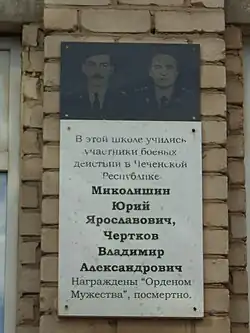 В этой школе учились
участники боевых
действий в Чеченской
Республике
Миколишин
Юрий
Ярославович,
Чертков
Владимир
Александрович
Награждены "Орденом
Мужества", посмертно.